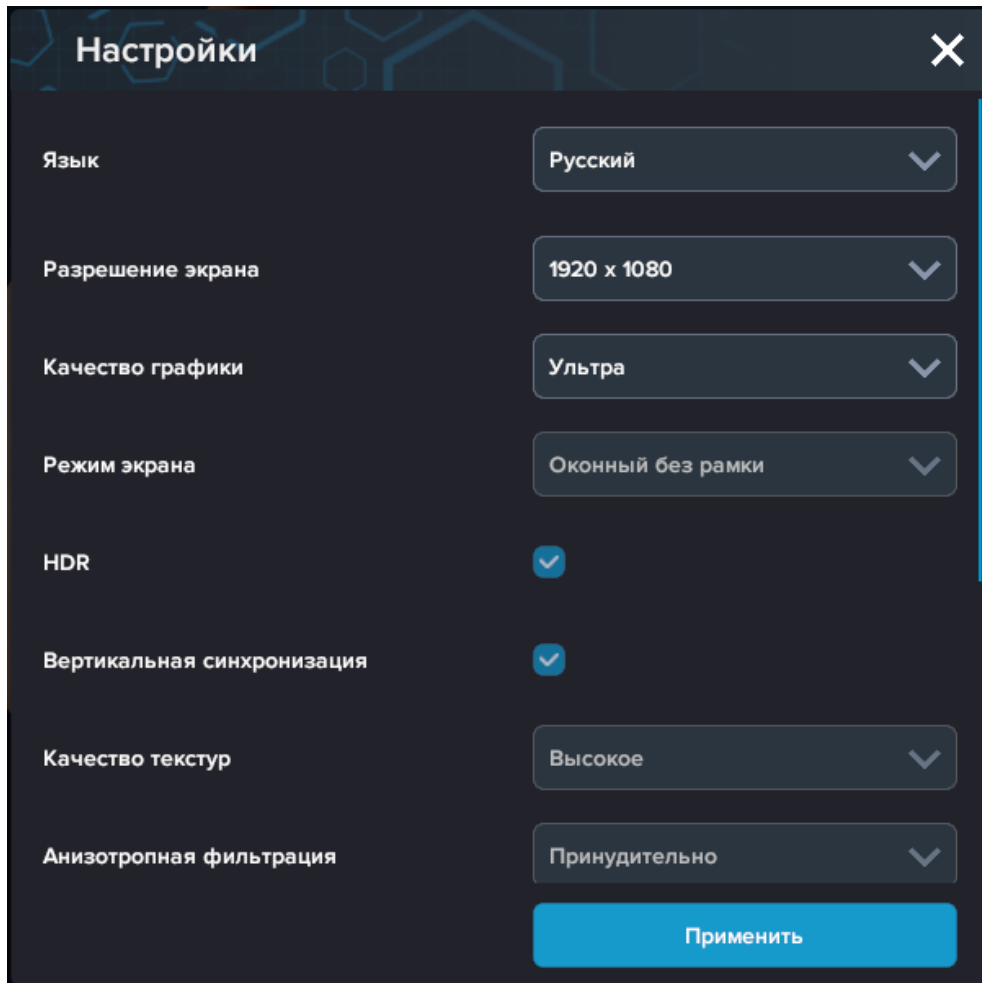 Настройки
Язык
Русский
Разрешение экрана
1920 x 1080
Качество графики
Ультра
Режим экрана
Оконный без рамки
HDR
Вертикальная синхронизация
Качество текстур
Высокое
Анизотропная фильтрация
Принудительно
Применить